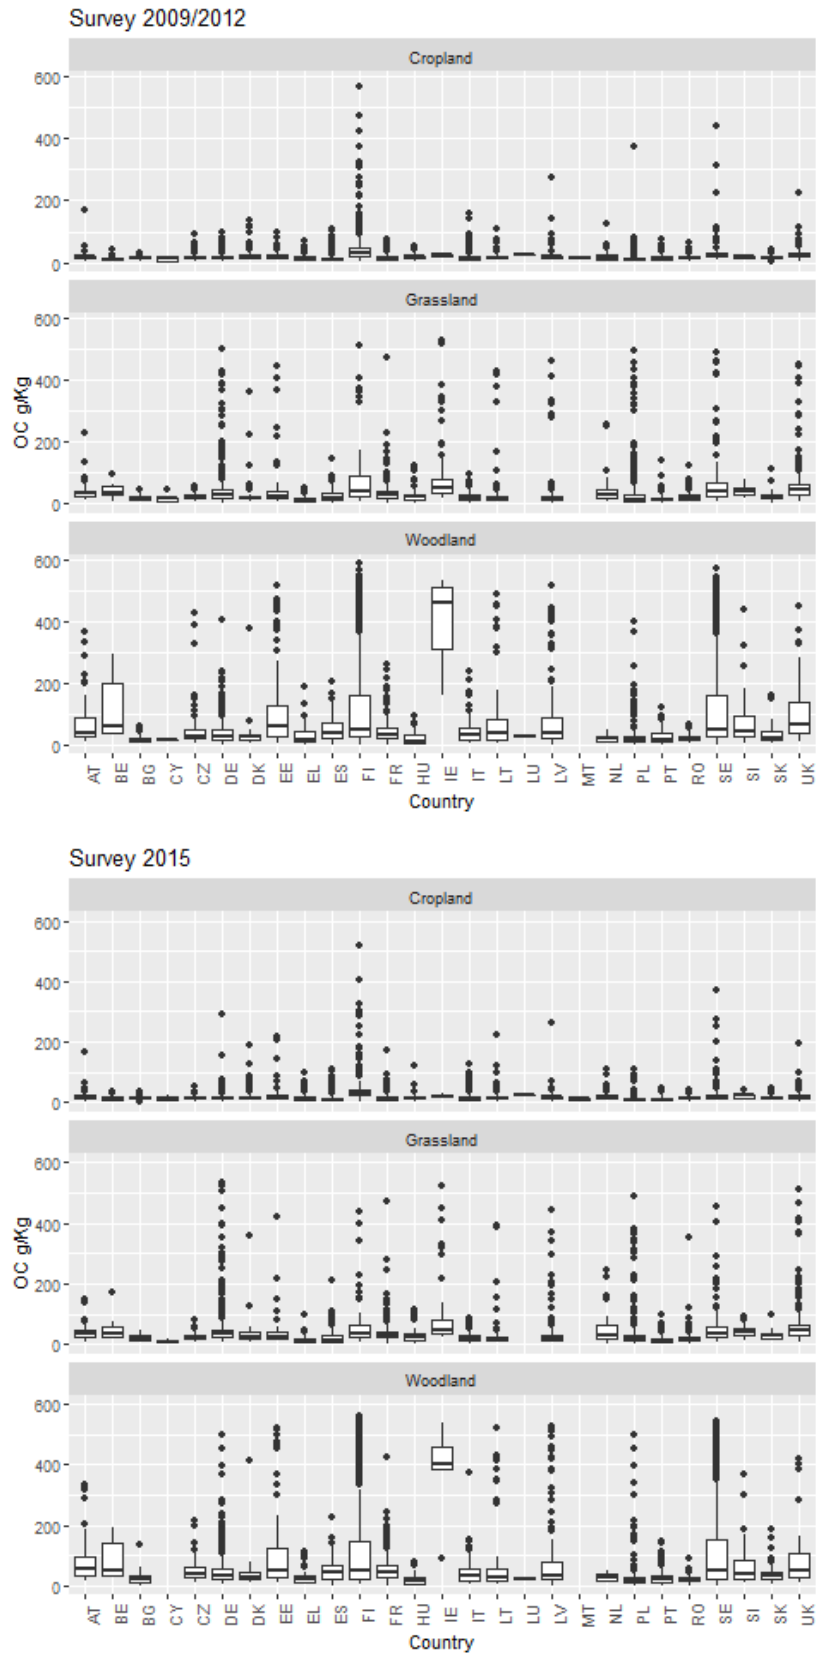 Survey 2009/2012
Cropland
600
400
200
0
Grassland
600
400
200
0
OC g/Kg
Woodland
600
400
200
0
AT BE BG CY CZ DE DK EE EL ES FI FR HU IE IT LT LU LV MT NL PL PT RO SE SI SK UK
Country
Survey 2015
Cropland
600
400
200
0
Grassland
600
400
200
0
OC g/Kg
Woodland
600
400
200
0
AT BE BG CY CZ DE DK EE EL ES FI FR HU IE IT LT LU LV MT NL PL PT RO SE SI SK UK
Country